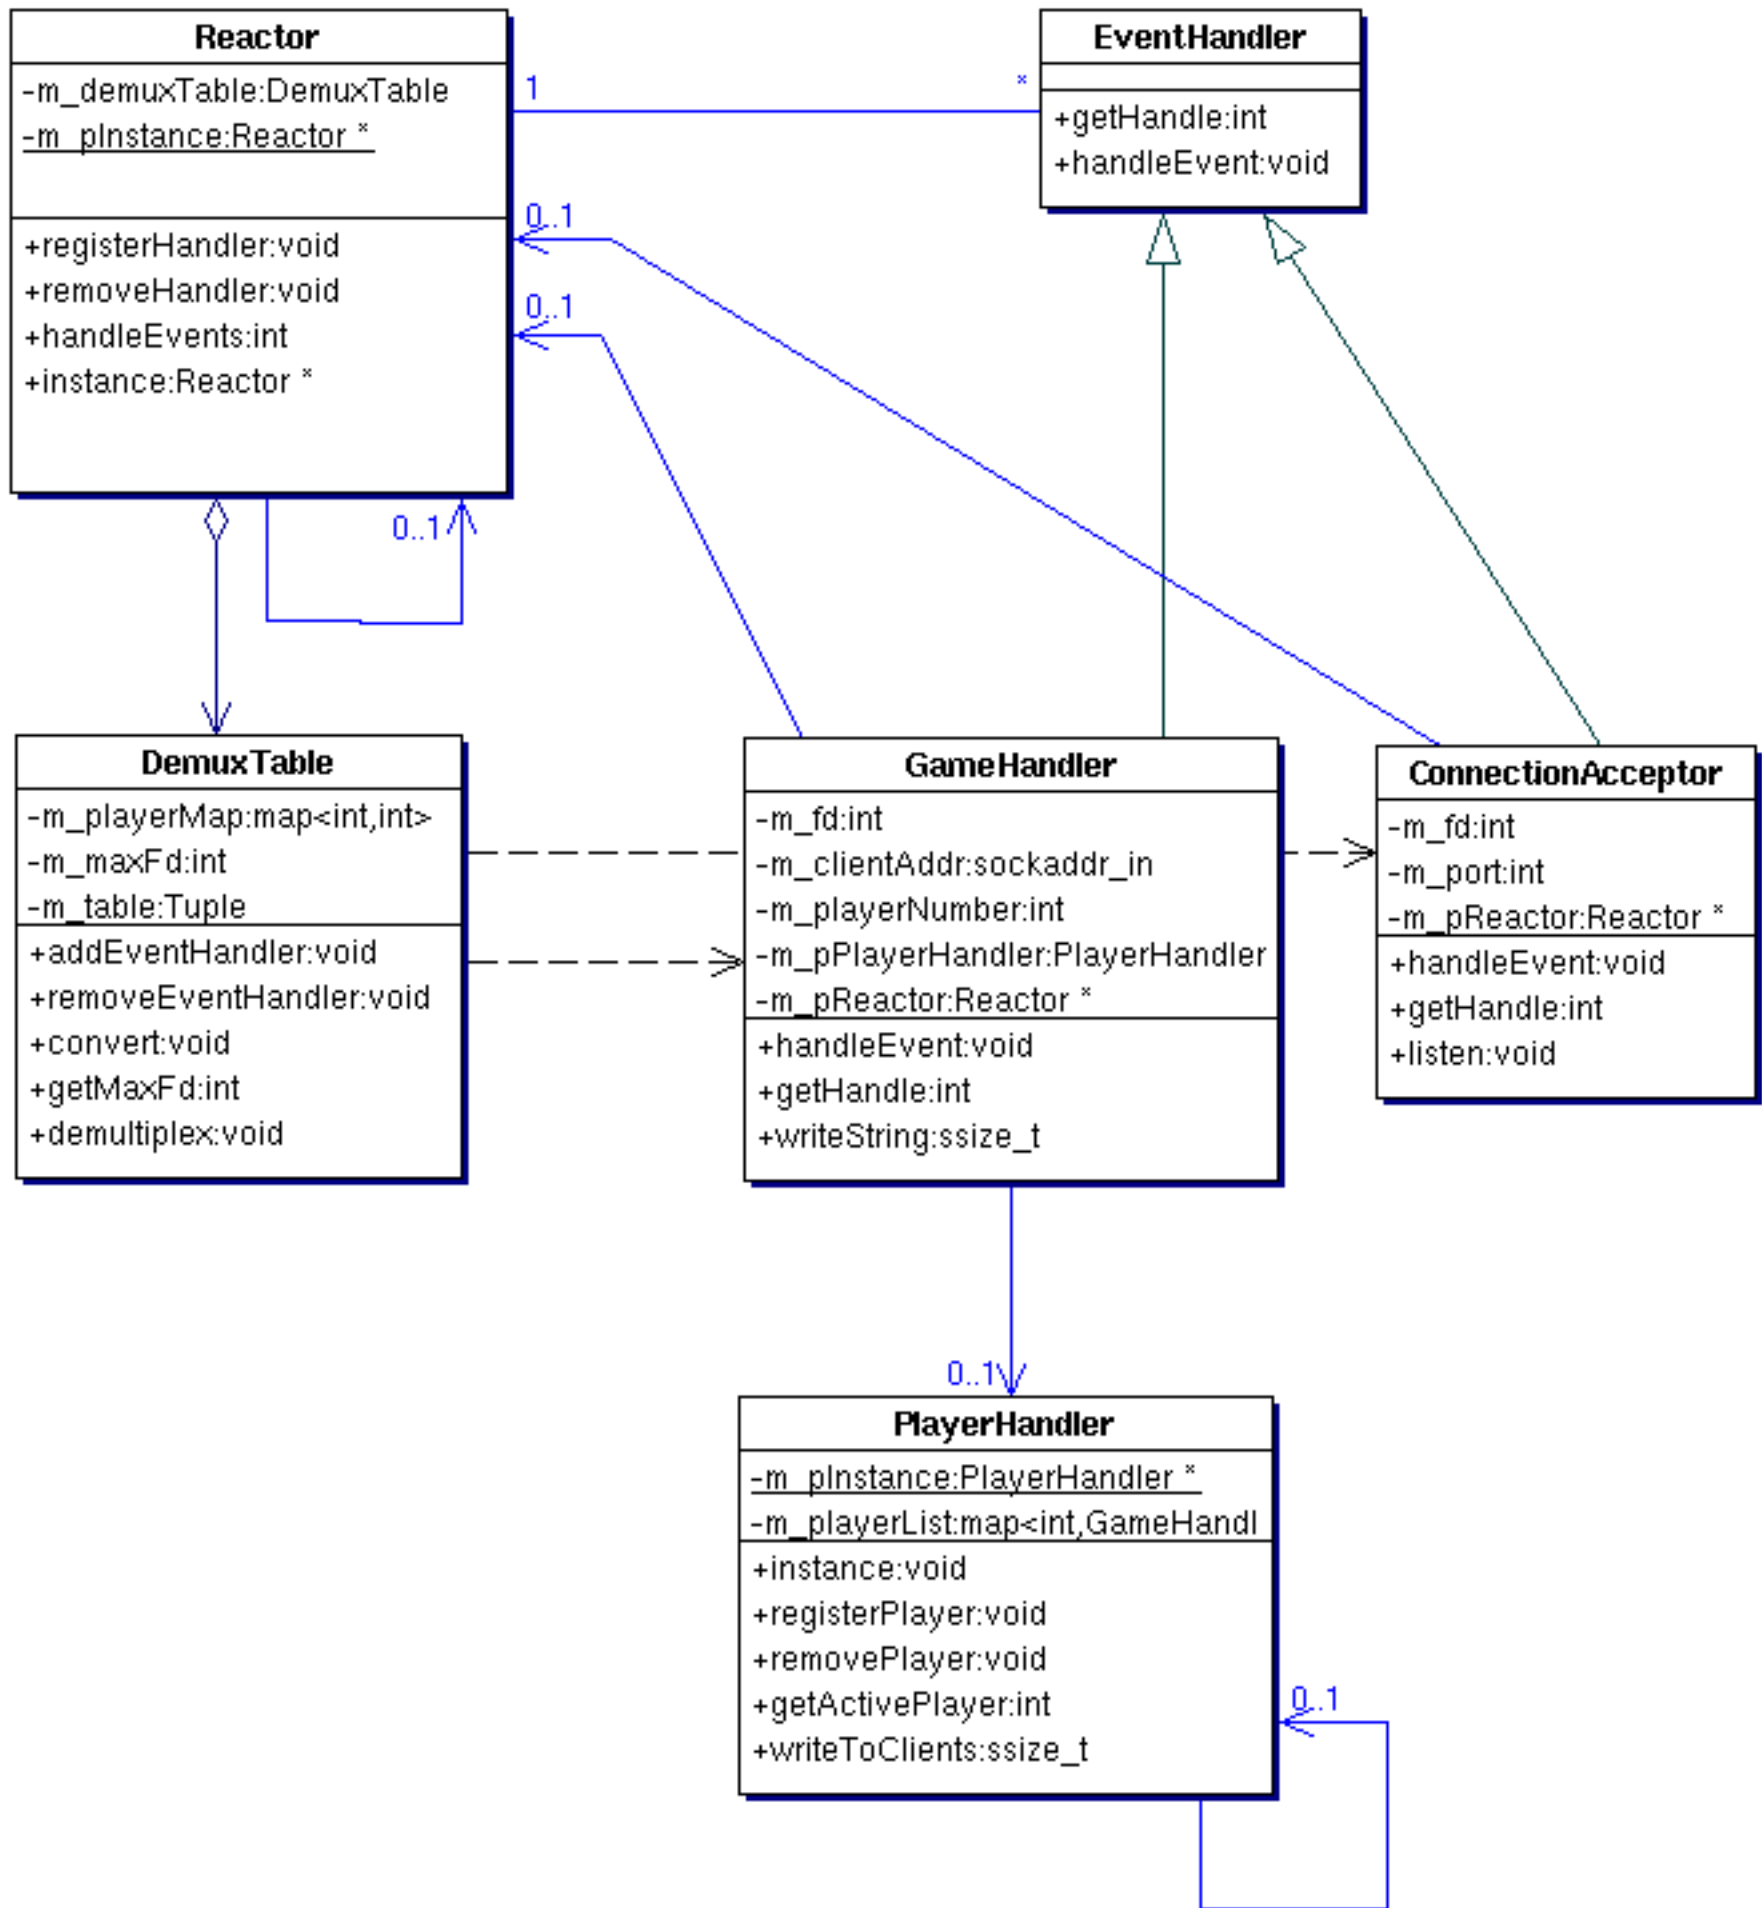 Reactor
-m_demuxTable:DemuxTable
-m_pInstance:Reactor *
+registerHandler:void
+removeHandler:void
+handleEvents:int
+instance:Reactor *
1
*
EventHandler
+getHandle:int
+handleEvent:void
0..1
0..1
0..1
DemuxTable
-m_playerMap:map<int,int>
-m_maxFd:int
-m_table:Tuple
+addEventHandler:void
+removeEventHandler:void
+convert:void
+getMaxFd:int
+demultiplex:void
GameHandler
-m_fd:int
-m_clientAddr:sockaddr_in
-m_playerNumber:int
-m_pPlayerHandler:PlayerHandler
-m_pReactor:Reactor *
+handleEvent:void
+getHandle:int
+writeString:ssize_t
ConnectionAcceptor
-m_fd:int
-m_port:int
-m_pReactor:Reactor *
+handleEvent:void
+getHandle:int
+listen:void
0..1
PlayerHandler
-m_pInstance:PlayerHandler *
-m_playerList:map<int,GameHandl
+instance:void
+registerPlayer:void
+removePlayer:void
+getActivePlayer:int
+writeToClients:ssize_t
0..1